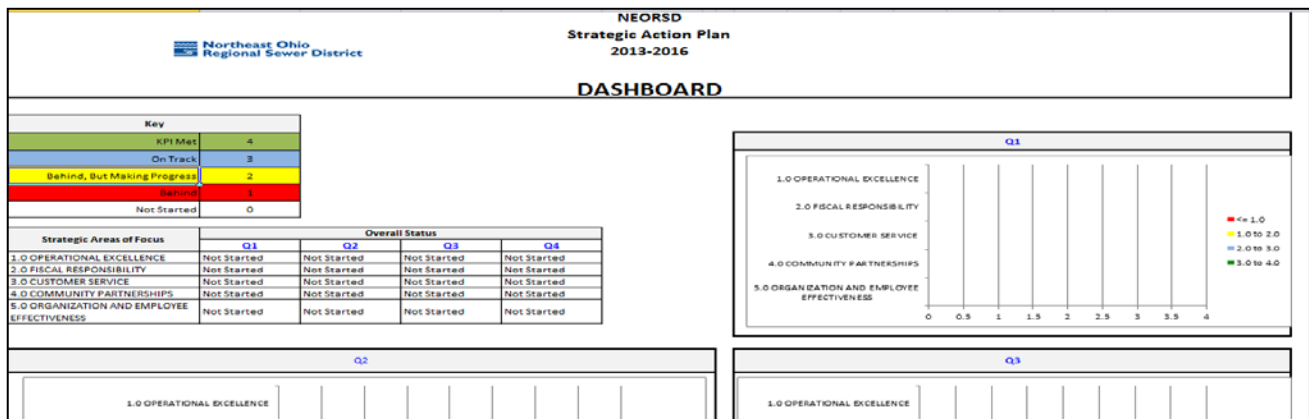 NEORSD
Strategic Action Plan
2013-2016
Northeast Ohio
Regional Sewer District
DASHBOARD
Key
KPI Met 4
On Track 3
Behind, But Making Progress 2
Behind 1
Not Started 0
Strategic Areas of Focus Overall Status
Q1 Q2 Q3 Q4
1.0 OPERATIONAL EXCELLENCE Not Started Not Started Not Started Not Started
2.0 FISCAL RESPONSIBILITY Not Started Not Started Not Started Not Started
3.0 CUSTOMER SERVICE Not Started Not Started Not Started Not Started
4.0 COMMUNITY PARTNERSHIPS Not Started Not Started Not Started Not Started
5.0 ORGANIZATION AND EMPLOYEE
EFFECTIVENESS Not Started Not Started Not Started Not Started
Q1
1.0 OPERATIONAL EXCELLENCE
2.0 FISCAL RESPONSIBILITY
3.0 CUSTOMER SERVICE
4.0 COMMUNITY PARTNERSHIPS
5.0 ORGANIZATION AND EMPLOYEE
EFFECTIVENESS
0 0.5 1 1.5 2 2.5 3 3.5 4
<= 1.0
1.0 to 2.0
2.0 to 3.0
3.0 to 4.0
Q2
1.0 OPERATIONAL EXCELLENCE
Q3
1.0 OPERATIONAL EXCELLENCE